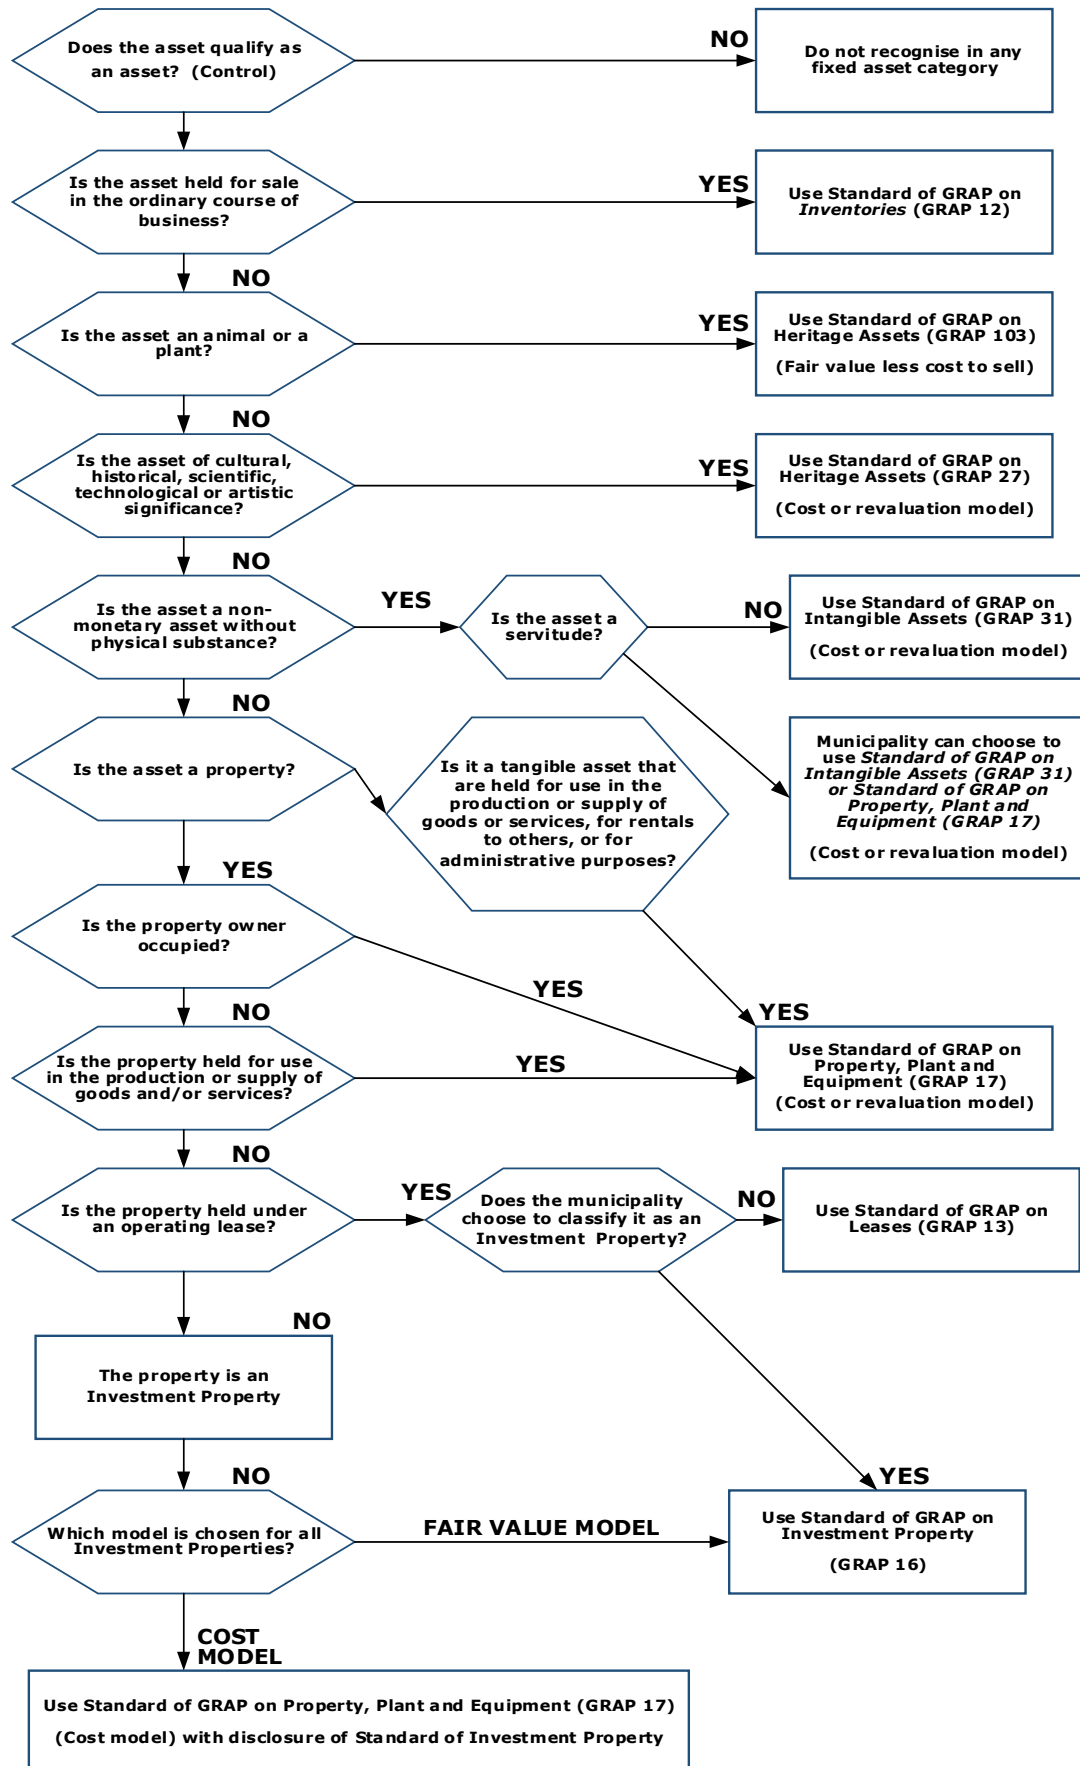 Does the asset qualify as
an asset?  (Control)
NO
Do not recognise in any
fixed asset category
Is the asset held for sale
in the ordinary course of
business?
YES
Use Standard of GRAP on
Inventories (GRAP 12)
NO
Is the asset an animal or a
plant?
YES
Use Standard of GRAP on
Heritage Assets (GRAP 103)
(Fair value less cost to sell)
NO
Is the asset of cultural,
historical, scientific,
technological or artistic
significance?
YES
Use Standard of GRAP on
Heritage Assets (GRAP 27)
(Cost or revaluation model)
NO
Is the asset a non-
monetary asset without
physical substance?
YES
Is the asset a
servitude?
NO
Use Standard of GRAP on
Intangible Assets (GRAP 31)
(Cost or revaluation model)
NO
Is the asset a property?
Is it a tangible asset that
are held for use in the
production or supply of
goods or services, for rentals
to others, or for
administrative purposes?
Municipality can choose to
use Standard of GRAP on
Intangible Assets (GRAP 31)
or Standard of GRAP on
Property, Plant and
Equipment (GRAP 17)
(Cost or revaluation model)
YES
Is the property owner
occupied?
YES
NO
YES
Is the property held for use
in the production or supply of
goods and/or services?
YES
Use Standard of GRAP on
Property, Plant and
Equipment (GRAP 17)
(Cost or revaluation model)
NO
Is the property held under
an operating lease?
YES
Does the municipality
choose to classify it as an
Investment  Property?
NO
Use Standard of GRAP on
Leases (GRAP 13)
NO
The property is an
Investment Property
NO
YES
Which model is chosen for all
Investment Properties?
FAIR VALUE MODEL
Use Standard of GRAP on
Investment Property
(GRAP 16)
COST
MODEL
Use Standard of GRAP on Property, Plant and Equipment (GRAP 17)
(Cost model) with disclosure of Standard of Investment Property